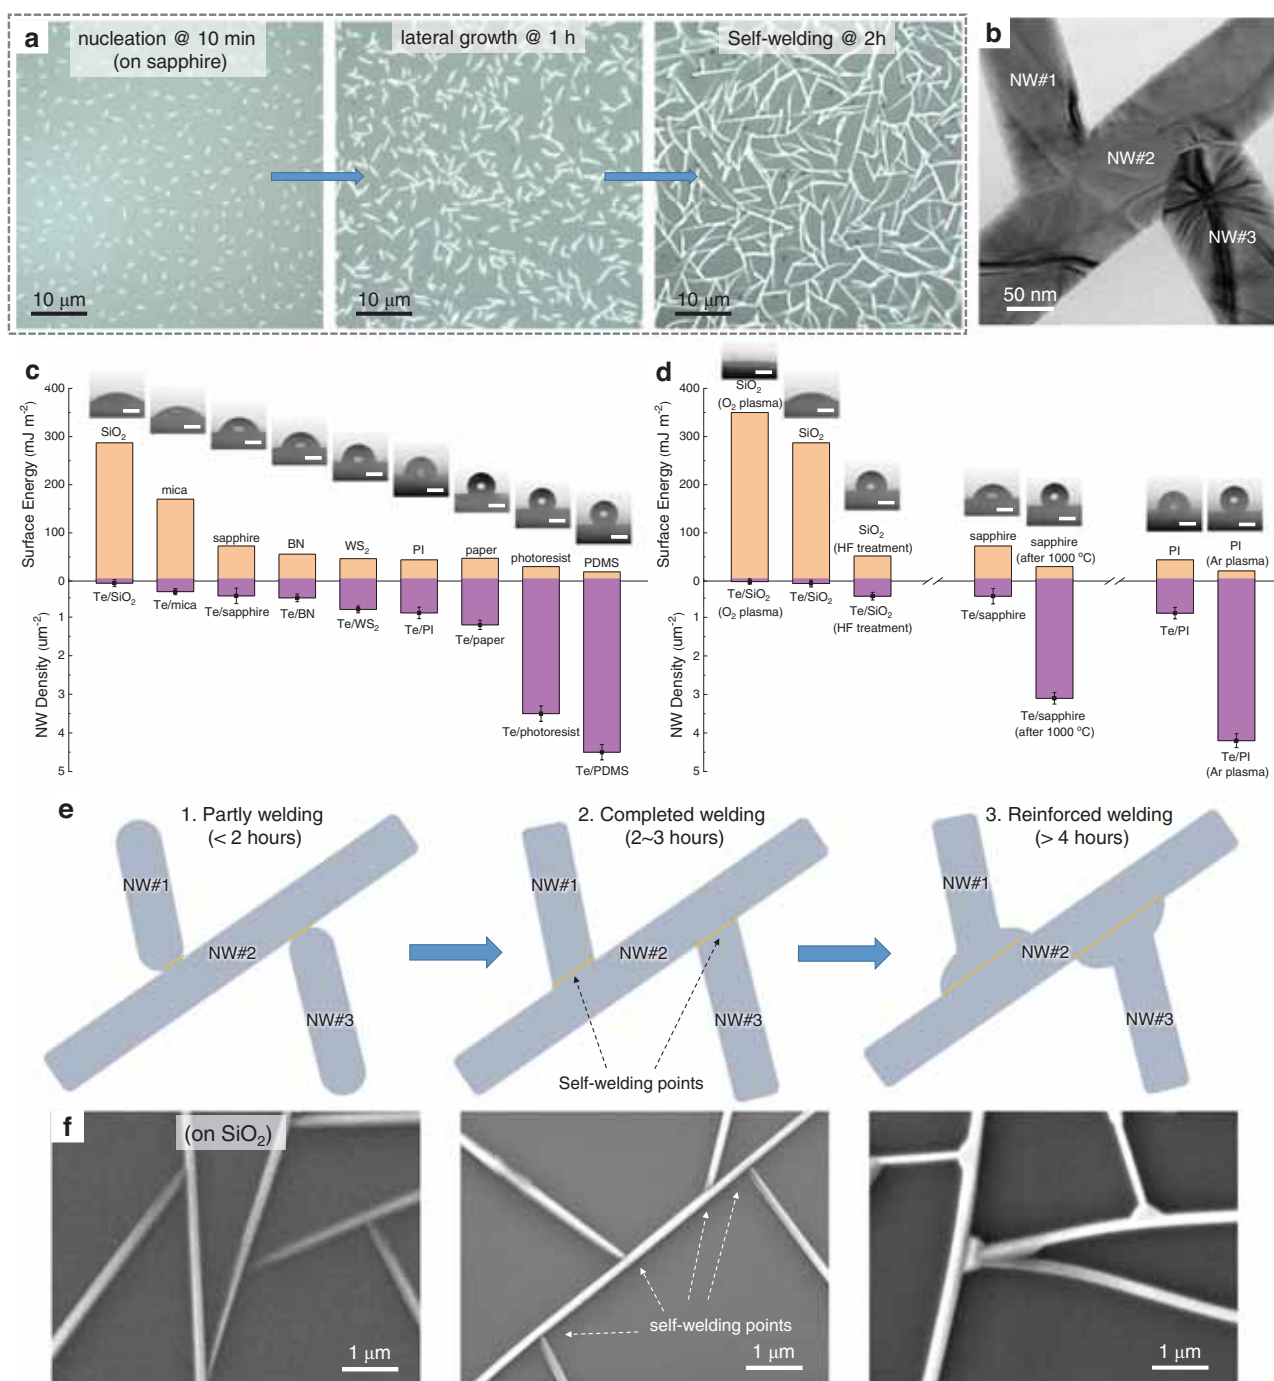 a
nucleation @ 10 min
(on sapphire)
10 μm
lateral growth @ 1 h
10 μm
Self-welding @ 2h
10 μm
b
NW#1
NW#2
NW#3
50 nm
c
Surface Energy (mJ m⁻²)
400
300
200
100
0
SiO₂
mica
sapphire
BN
WS₂
PI
paper
photoresist
PDMS
NW Density (um⁻²)
1
2
3
4
5
Te/SiO₂
Te/mica
Te/sapphire
Te/BN
Te/WS₂
Te/PI
Te/paper
Te/photoresist
Te/PDMS
d
Surface Energy (mJ m⁻²)
400
300
200
100
0
SiO₂
(O₂ plasma)
SiO₂
SiO₂
(HF treatment)
sapphire
sapphire
(after 1000 °C)
PI
PI
(Ar plasma)
NW Density (um⁻²)
1
2
3
4
5
Te/SiO₂
(O₂ plasma)
Te/SiO₂
Te/SiO₂
(HF treatment)
Te/sapphire
Te/sapphire
(after 1000 °C)
Te/PI
Te/PI
(Ar plasma)
e
1. Partly welding
(< 2 hours)
NW#1
NW#2
NW#3
2. Completed welding
(2~3 hours)
NW#1
NW#2
NW#3
Self-welding points
3. Reinforced welding
(> 4 hours)
NW#1
NW#2
NW#3
f
(on SiO₂)
1 μm
self-welding points
1 μm
1 μm